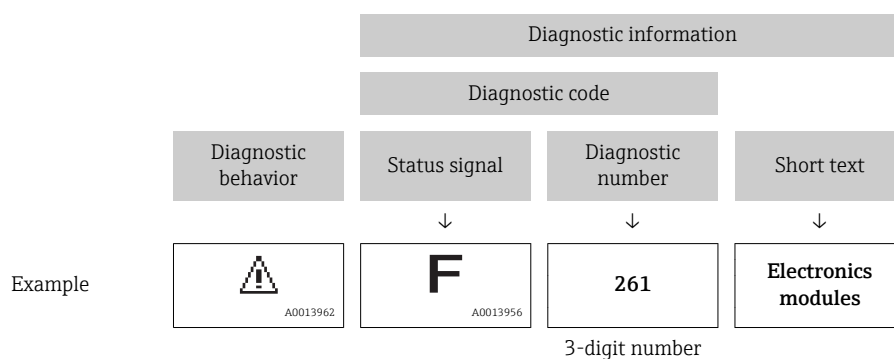 Diagnostic information
Diagnostic code
Diagnostic
behavior
Status signal
Diagnostic
number
Short text
↓ ↓ ↓
Example
A0013962
F
A0013956
261
Electronics
modules
3-digit number